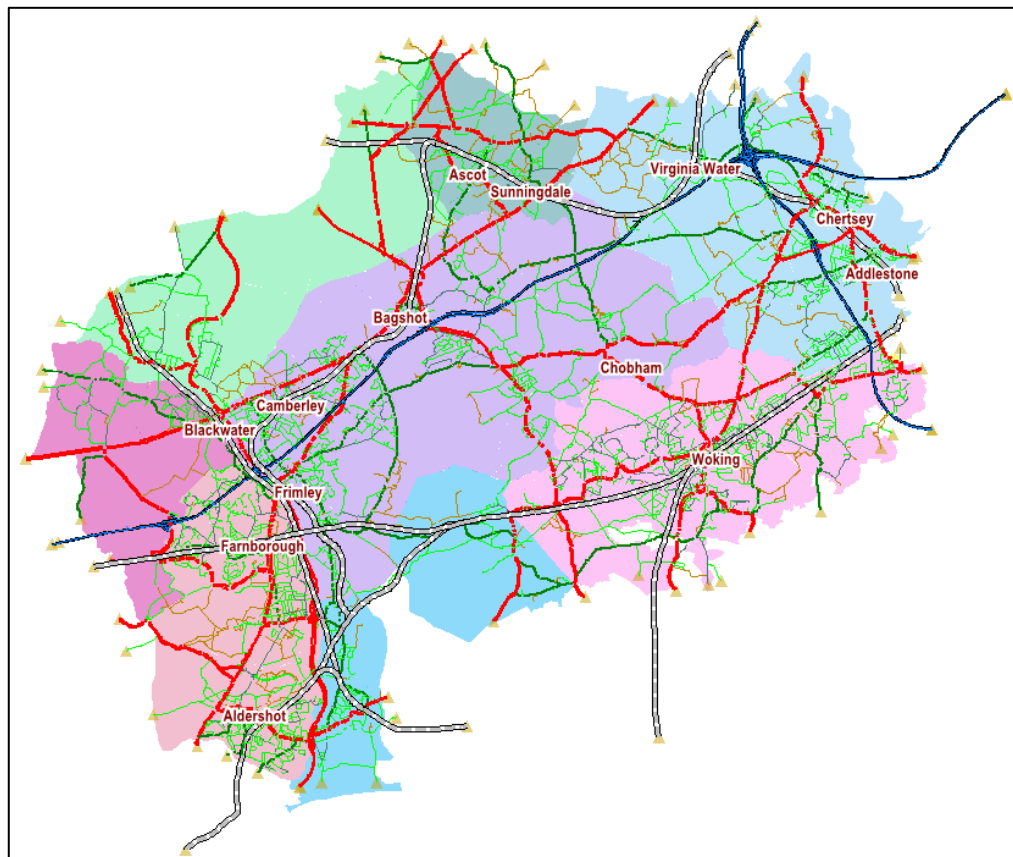 Virginia Water
Ascot
Sunningdale
Chertsey
Addlestone
Bagshot
Chobham
Camberley
Blackwater
Woking
Frimley
Farnborough
Aldershot